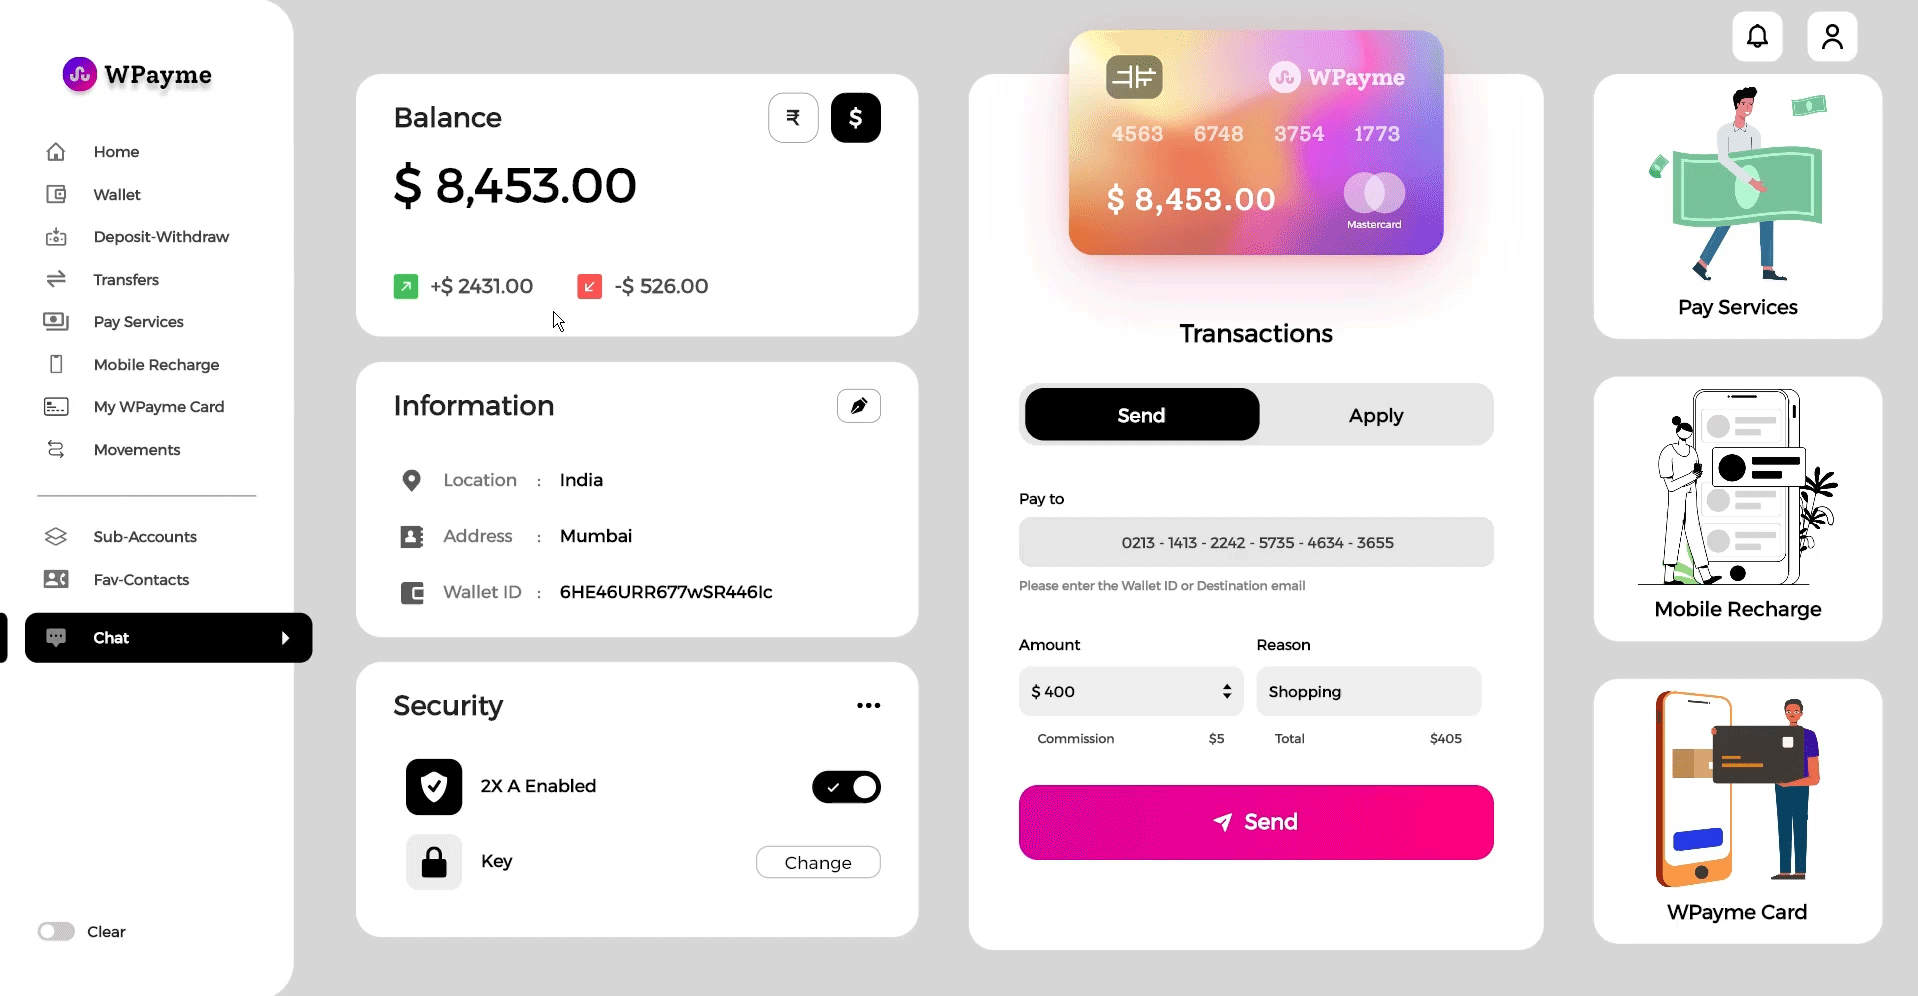 WPayme
Home
Wallet
Deposit-Withdraw
Transfers
Pay Services
Mobile Recharge
My WPayme Card
Movements
Sub-Accounts
Fav-Contacts
Chat
Clear
Balance
₹
$
$ 8,453.00
+$ 2431.00
-$ 526.00
Information
Location : India
Address : Mumbai
Wallet ID : 6HE46URR677wSR446Ic
Security
2X A Enabled
Key
Change
WPayme
4563 6748 3754 1773
$ 8,453.00
Mastercard
Transactions
Send
Apply
Pay to
0213 - 1413 - 2242 - 5735 - 4634 - 3655
Please enter the Wallet ID or Destination email
Amount
Reason
$ 400
Shopping
Commission $5
Total $405
Send
Pay Services
Mobile Recharge
WPayme Card